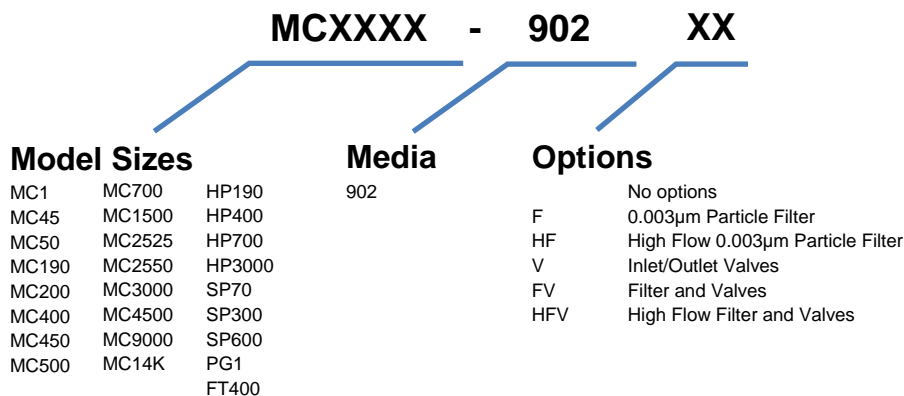 MCXXXX - 902 XX
Model Sizes Media Options
MC1 MC700 HP190 902 No options
MC45 MC1500 HP400 F 0.003µm Particle Filter
MC50 MC2525 HP700 HF High Flow 0.003µm Particle Filter
MC190 MC2550 HP3000 V Inlet/Outlet Valves
MC200 MC3000 SP70 FV Filter and Valves
MC400 MC4500 SP300 HFV High Flow Filter and Valves
MC450 MC9000 SP600
MC500 MC14K PG1
FT400